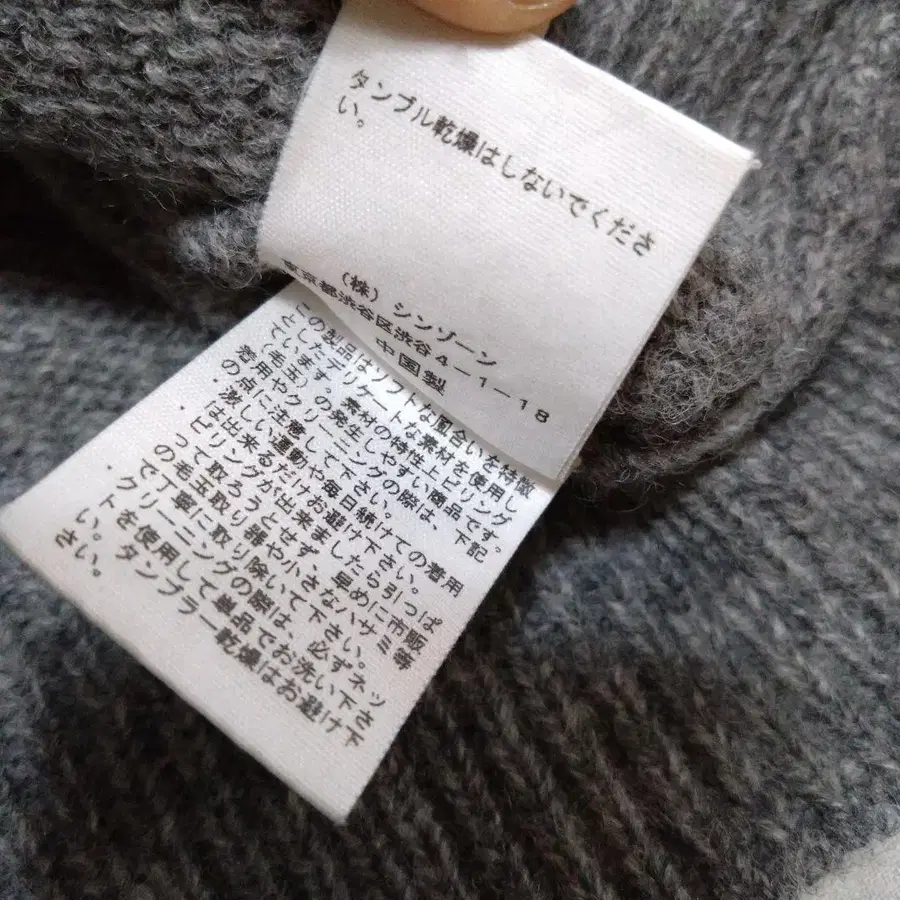 タンブル乾燥はしないでくださ
い。
（株）シンゾーン
東京都渋谷区渋谷4－1－18
中国製
この製品はソフトな風合いを特徴
としたデリケートな素材を使用し
ています。素材の特性上ピリング
（毛玉）の発生しやすい商品です。
着用やクリーニングの際は、下記
の点に注意して下さい。
・激しい運動や毎日続けての着用
は出来るだけお避け下さい。
・ピリングが出来ましたら引っぱ
って取ろうとせず、早めに市販
の毛玉取り器や小さなハサミ等
で丁寧に取り除いて下さい。
・クリーニングの際は、必ずネッ
トを使用して単品でお洗い下さ
い。タンブラー乾燥はお避け下
さい。